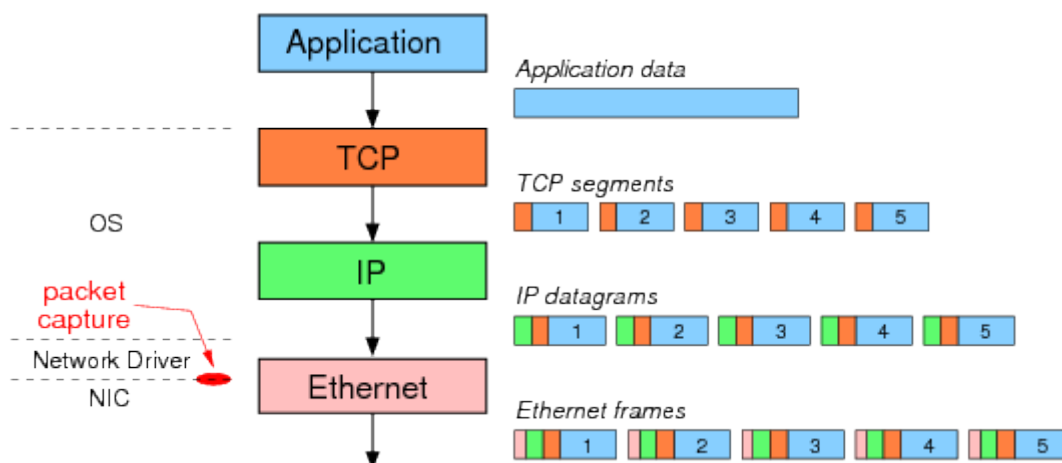 Application
Application data
TCP
TCP segments
1 2 3 4 5
OS
IP
IP datagrams
1 2 3 4 5
packet
capture
Network Driver
NIC
Ethernet
Ethernet frames
1 2 3 4 5